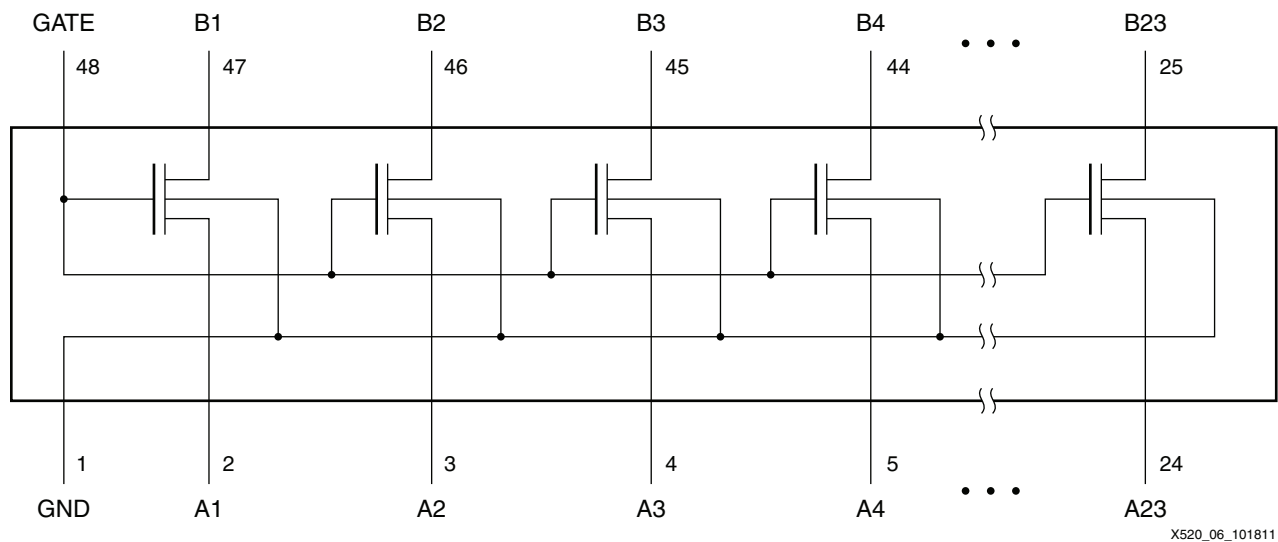 GATE B1 B2 B3 B4 B23
48 47 46 45 44 25
1 2 3 4 5 24
GND A1 A2 A3 A4 A23
X520_06_101811